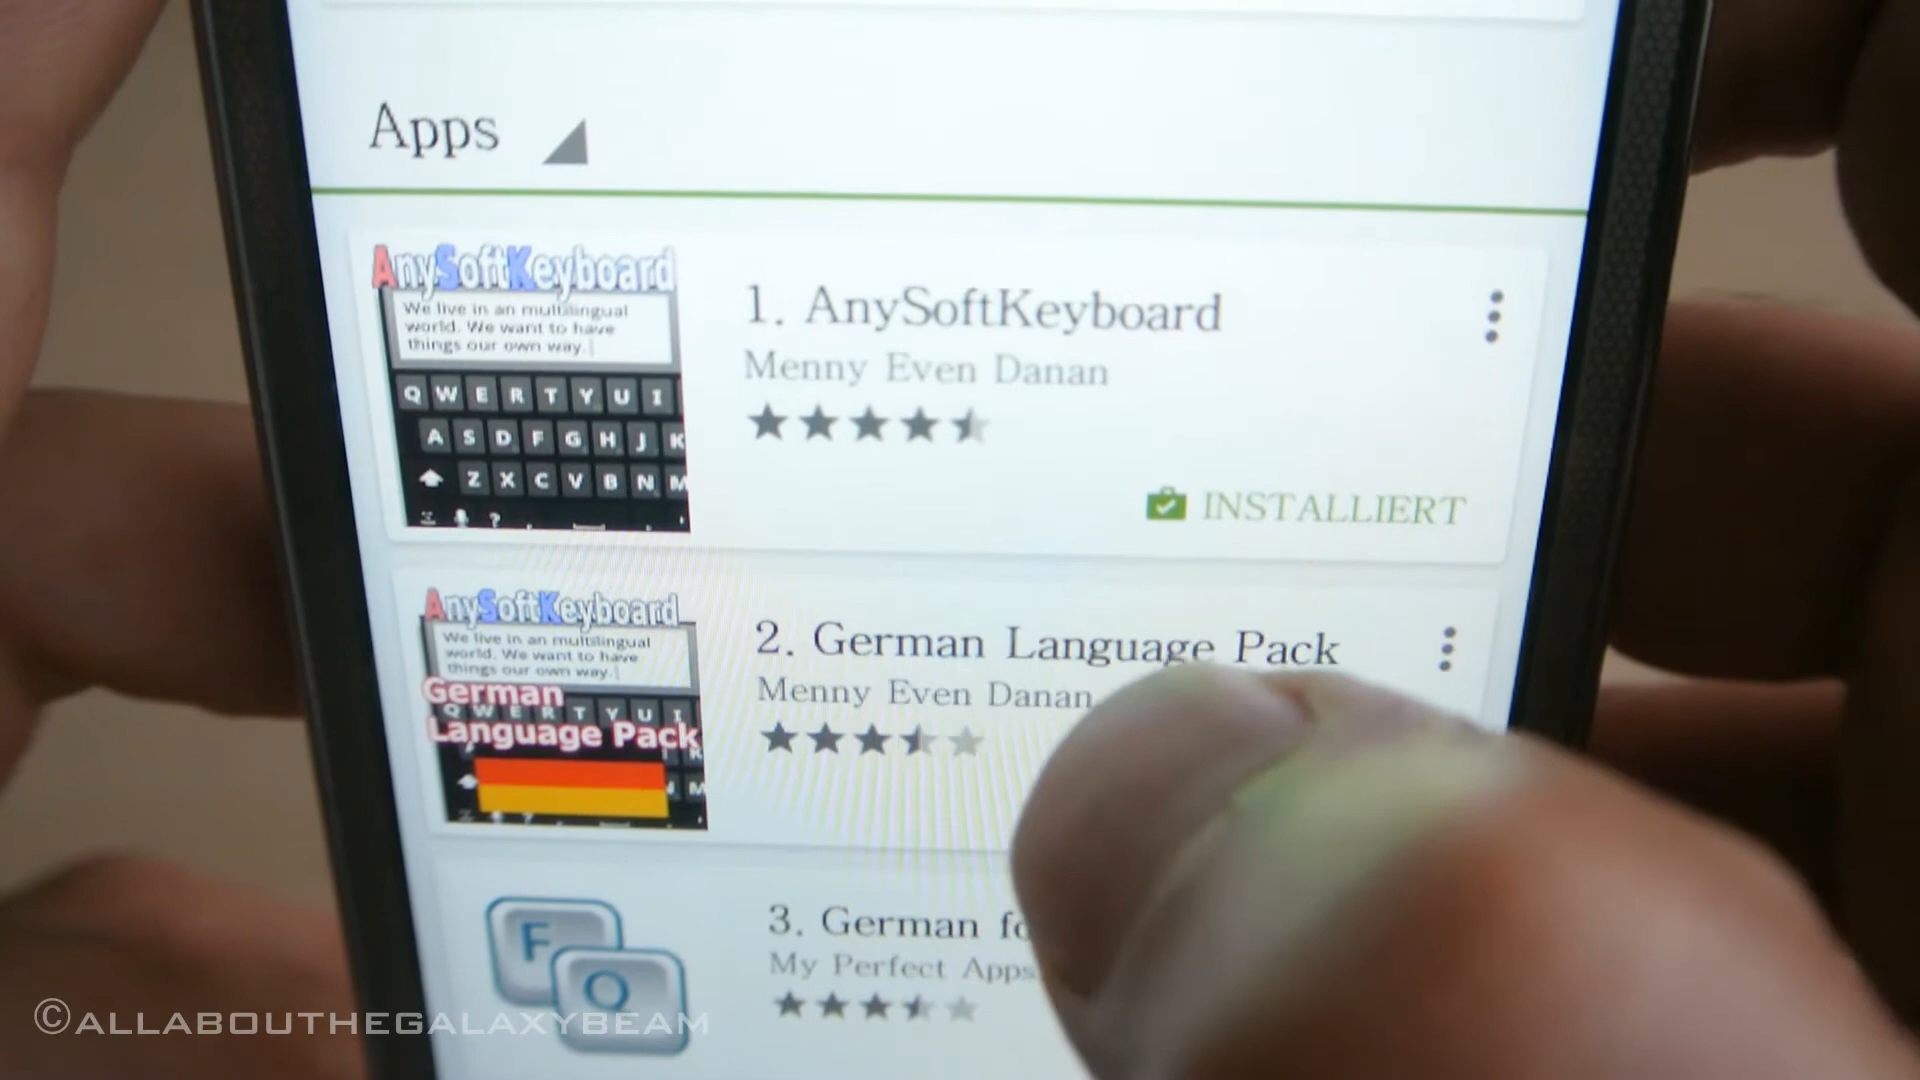 Apps
AnySoftKeyboard
We live in an multilingual
world. We want to have
things our own way.
Q W E R T Y U I
A S D F G H J K
Z X C V B N M
?
1. AnySoftKeyboard
Menny Even Danan
INSTALLIERT
AnySoftKeyboard
We live in an multilingual
world. We want to have
things our own way.
German
Q W E R T Y U I
Language Pack
2. German Language Pack
Menny Even Danan
F
Q
3. German
My Perfect Apps
©ALLABOUTHEGALAXYBEAM